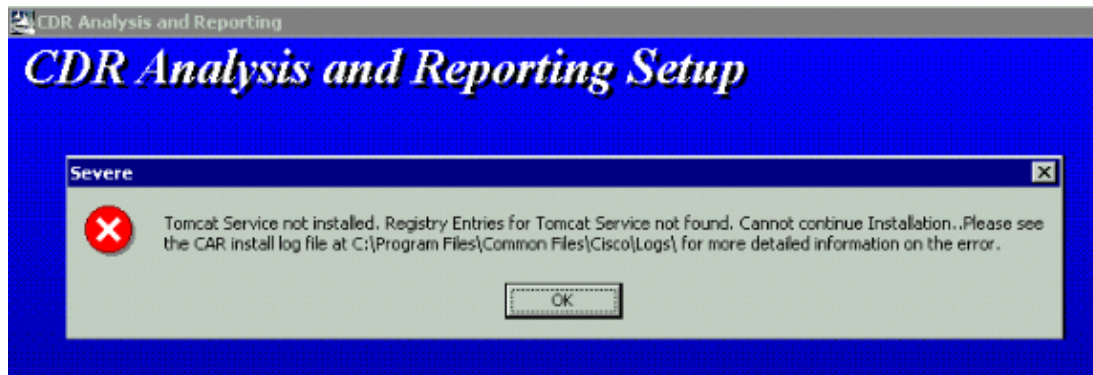 CDR Analysis and Reporting
CDR Analysis and Reporting Setup
Severe
Tomcat Service not installed. Registry Entries for Tomcat Service not found. Cannot continue Installation..Please see
the CAR install log file at C:\Program Files\Common Files\Cisco\Logs\ for more detailed information on the error.
OK